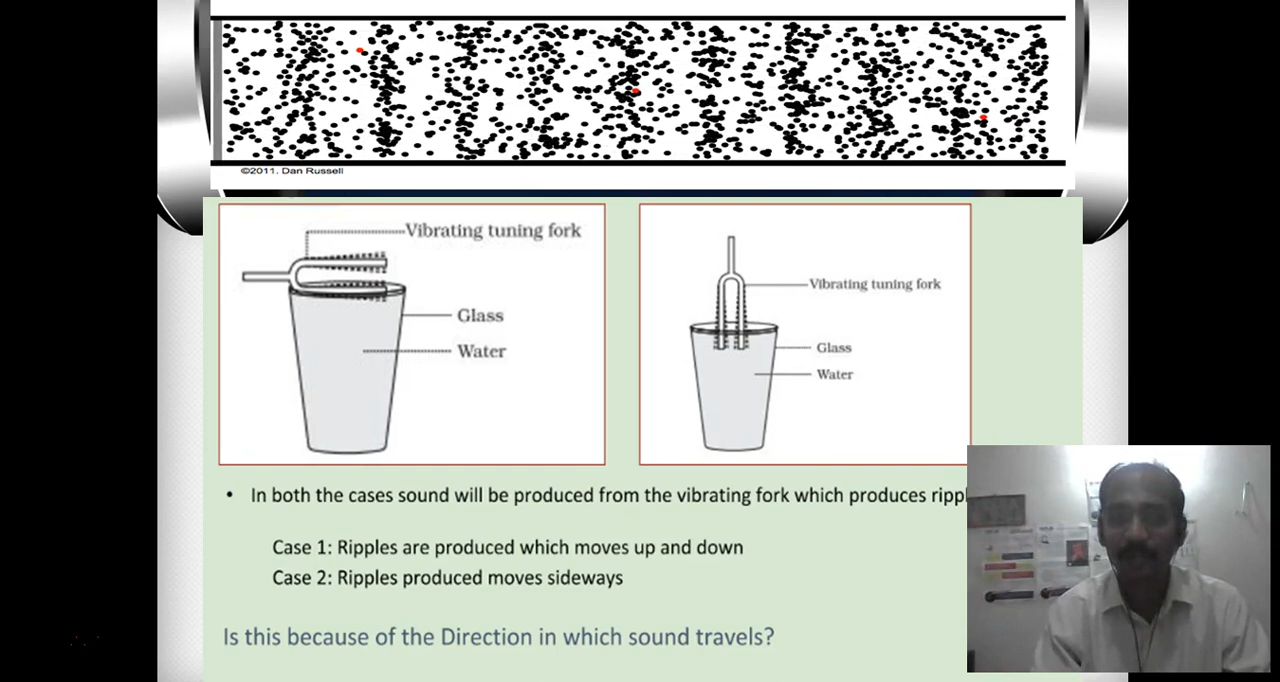 ©2011. Dan Russell
Vibrating tuning fork
Glass
Water
Vibrating tuning fork
Glass
Water
• In both the cases sound will be produced from the vibrating fork which produces
Case 1: Ripples are produced which moves up and down
Case 2: Ripples produced moves sideways
Is this because of the Direction in which sound travels?